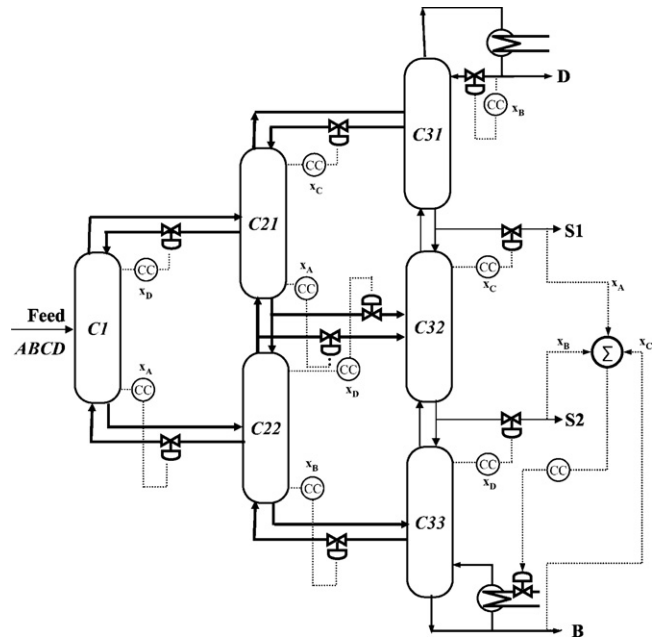 CC
D
x_B
C31
CC
x_C
C21
CC
x_D
S1
CC
x_A
CC
x_C
x_A
C32
Feed
ABCD
C1
CC
x_D
x_B
Σ
x_C
CC
x_A
C22
S2
CC
x_B
CC
x_D
CC
C33
B